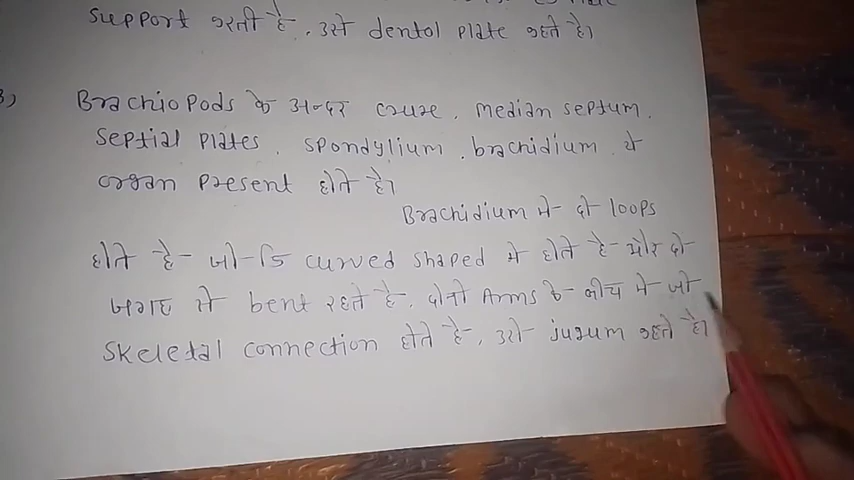 support करती है, उसे dentol plate कहते है।
3) Brachiopods के अन्दर cruze, median septum,
septial plates, spondylium, brachidium ये
organ present होते है।
Brachidium मे दो loops
होते है- जो-कि curved shaped मे होते है- और दो
जगह से bent रहते है, दोनो Arms के बीच मे जो
skeletal connection होते है, उसे jugum कहते है।